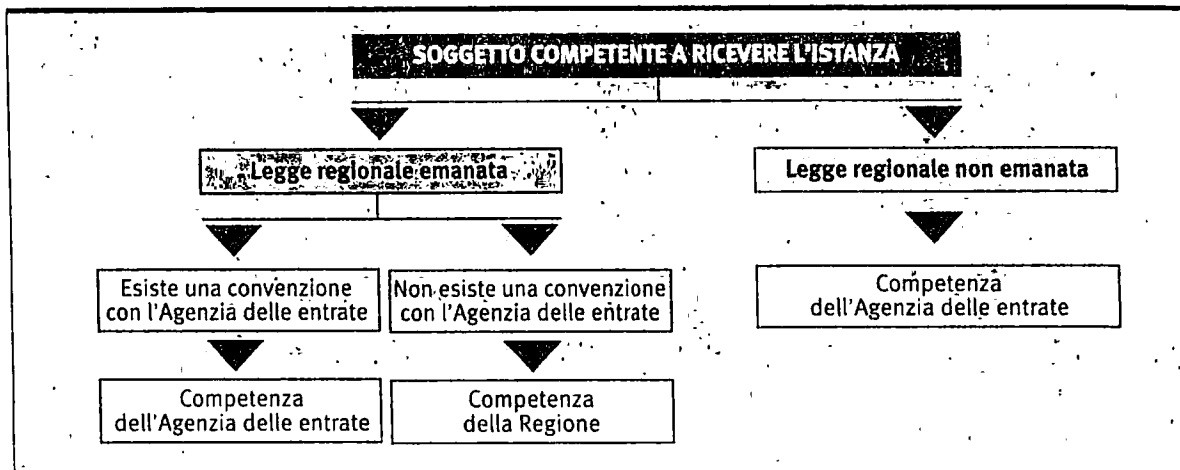 SOGGETTO COMPETENTE A RICEVERE L'ISTANZA
Legge regionale emanata
Legge regionale non emanata
Esiste una convenzione
con l'Agenzia delle entrate
Non esiste una convenzione
con l'Agenzia delle entrate
Competenza
dell'Agenzia delle entrate
Competenza
dell'Agenzia delle entrate
Competenza
della Regione